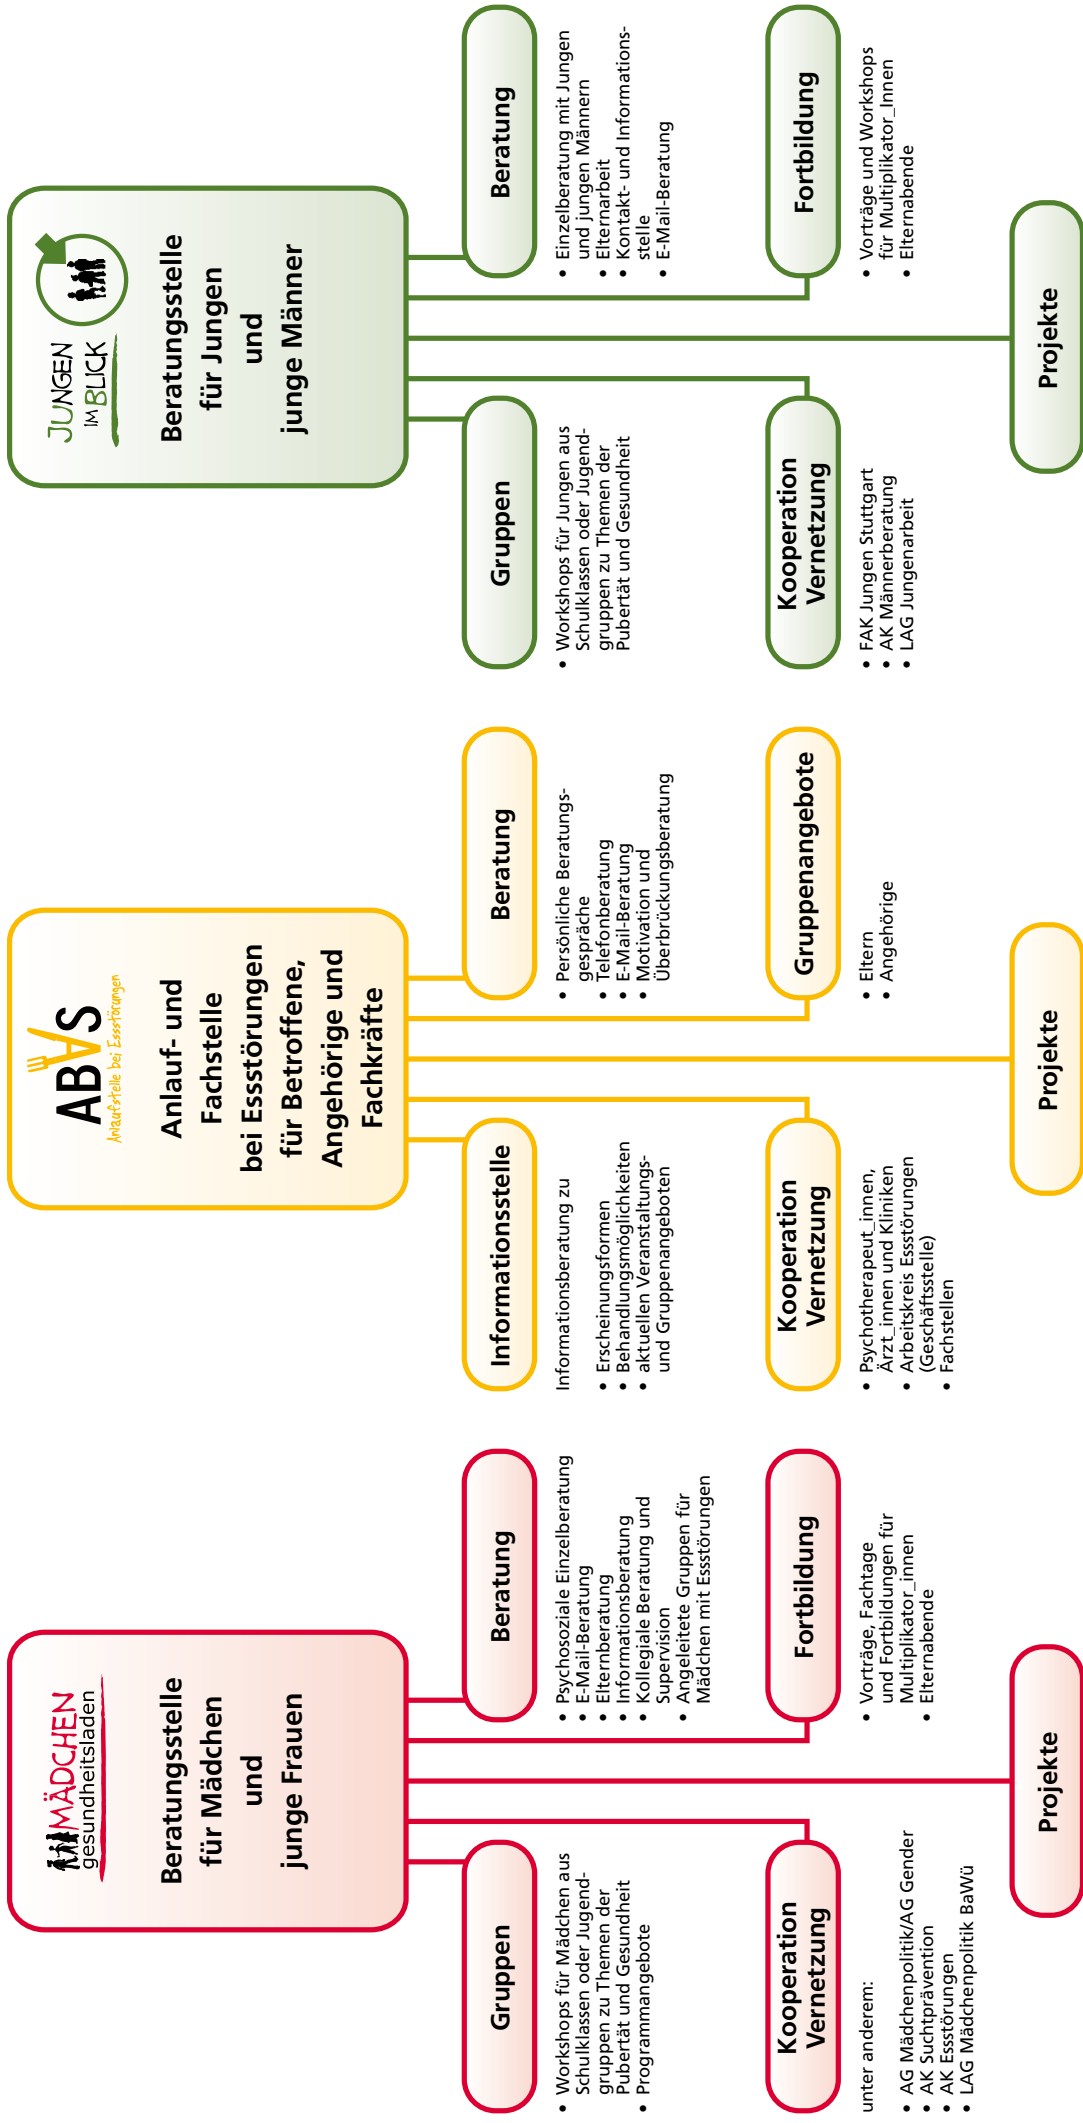 MÄDCHEN
gesundheitsladen
Beratungsstelle
für Mädchen
und
junge Frauen
Gruppen
• Workshops für Mädchen aus
Schulklassen oder Jugend-
gruppen zu Themen der
Pubertät und Gesundheit
• Programmangebote
Beratung
• Psychosoziale Einzelberatung
• E-Mail-Beratung
• Elternberatung
• Informationsberatung
• Kollegiale Beratung und
Supervision
• Angeleitete Gruppen für
Mädchen mit Essstörungen
Kooperation
Vernetzung
unter anderem:
• AG Mädchenpolitik/AG Gender
• AK Suchtprävention
• AK Essstörungen
• LAG Mädchenpolitik BaWü
Fortbildung
• Vorträge, Fachtage
und Fortbildungen für
Multiplikator_innen
• Elternabende
Projekte
ABAS
Anlaufstelle bei Essstörungen
Anlauf- und
Fachstelle
bei Essstörungen
für Betroffene,
Angehörige und
Fachkräfte
Informationsstelle
Informationsberatung zu
• Erscheinungsformen
• Behandlungsmöglichkeiten
• aktuellen Veranstaltungs-
und Gruppenangeboten
Beratung
• Persönliche Beratungs-
gespräche
• Telefonberatung
• E-Mail-Beratung
• Motivation und
Überbrückungsberatung
Kooperation
Vernetzung
• Psychotherapeut_innen,
Ärzt_innen und Kliniken
• Arbeitskreis Essstörungen
(Geschäftsstelle)
• Fachstellen
Gruppenangebote
• Eltern
• Angehörige
Projekte
JUNGEN
IM BLICK
Beratungsstelle
für Jungen
und
junge Männer
Gruppen
• Workshops für Jungen aus
Schulklassen oder Jugend-
gruppen zu Themen der
Pubertät und Gesundheit
Beratung
• Einzelberatung mit Jungen
und jungen Männern
• Elternarbeit
• Kontakt- und Informations-
stelle
• E-Mail-Beratung
Kooperation
Vernetzung
• FAK Jungen Stuttgart
• AK Männerberatung
• LAG Jungenarbeit
Fortbildung
• Vorträge und Workshops
für Multiplikator_Innen
• Elternabende
Projekte